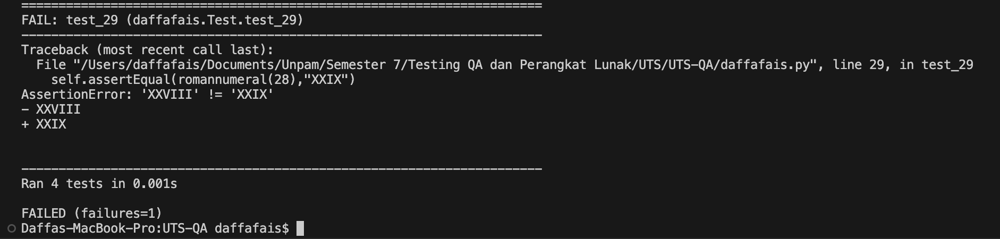 ======================================================================
FAIL: test_29 (daffafais.Test.test_29)
----------------------------------------------------------------------
Traceback (most recent call last):
  File "/Users/daffafais/Documents/Unpam/Semester 7/Testing QA dan Perangkat Lunak/UTS/UTS-QA/daffafais.py", line 29, in test_29
    self.assertEqual(romannumeral(28),"XXIX")
AssertionError: 'XXVIII' != 'XXIX'
- XXVIII
+ XXIX
----------------------------------------------------------------------
Ran 4 tests in 0.001s
FAILED (failures=1)
Daffas-MacBook-Pro:UTS-QA daffafais$